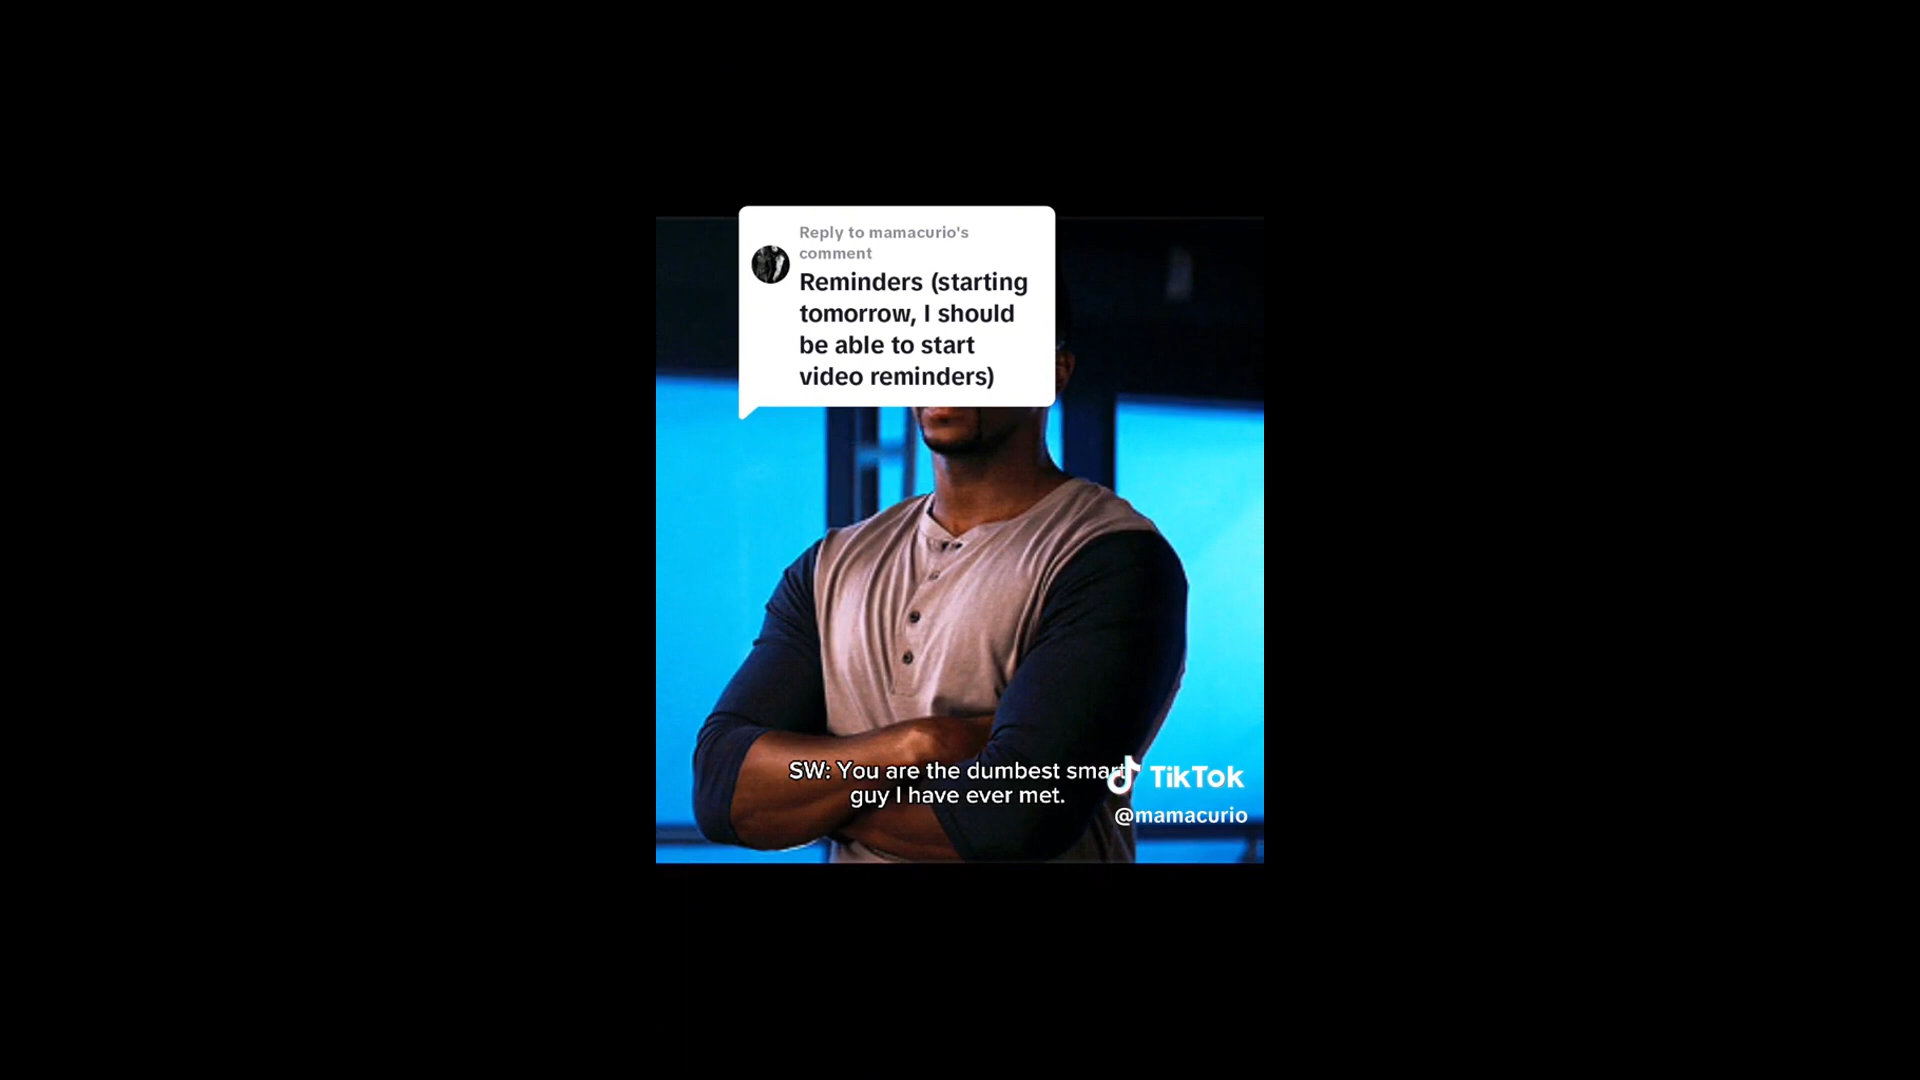 Reply to mamacurio's
comment
Reminders (starting
tomorrow, I should
be able to start
video reminders)
SW: You are the dumbest smart
guy I have ever met.
TikTok
@mamacurio